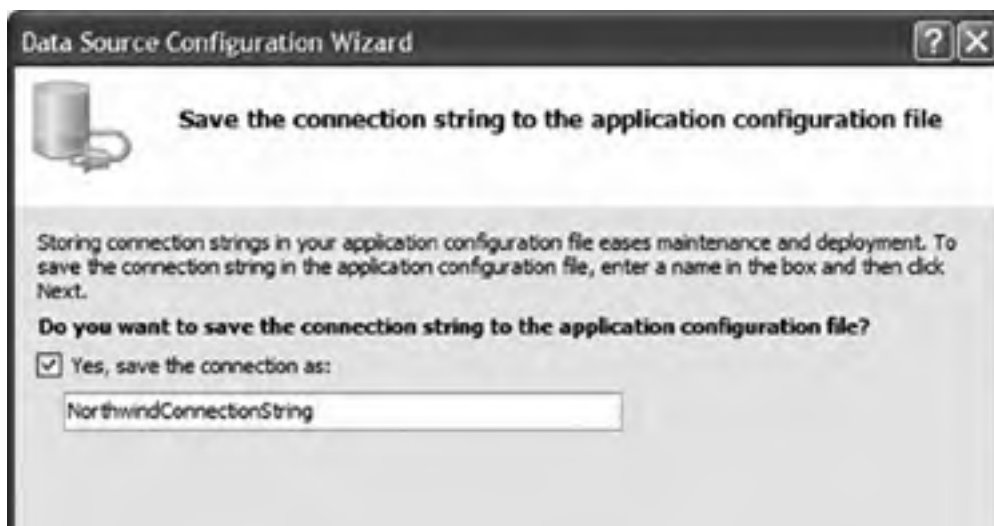 Data Source Configuration Wizard
Save the connection string to the application configuration file
Storing connection strings in your application configuration file eases maintenance and deployment. To
save the connection string in the application configuration file, enter a name in the box and then click
Next.
Do you want to save the connection string to the application configuration file?
Yes, save the connection as:
NorthwindConnectionString